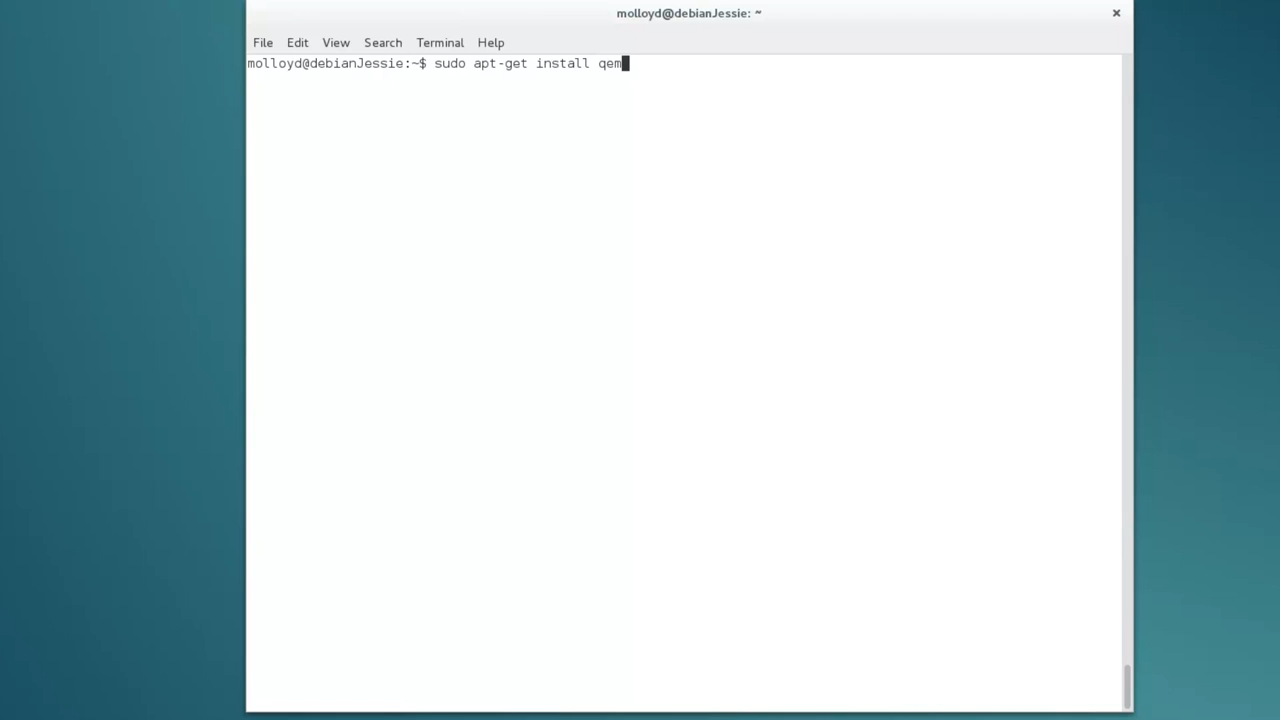 molloyd@debianJessie: ~
File Edit View Search Terminal Help
molloyd@debianJessie:~$ sudo apt-get install qem